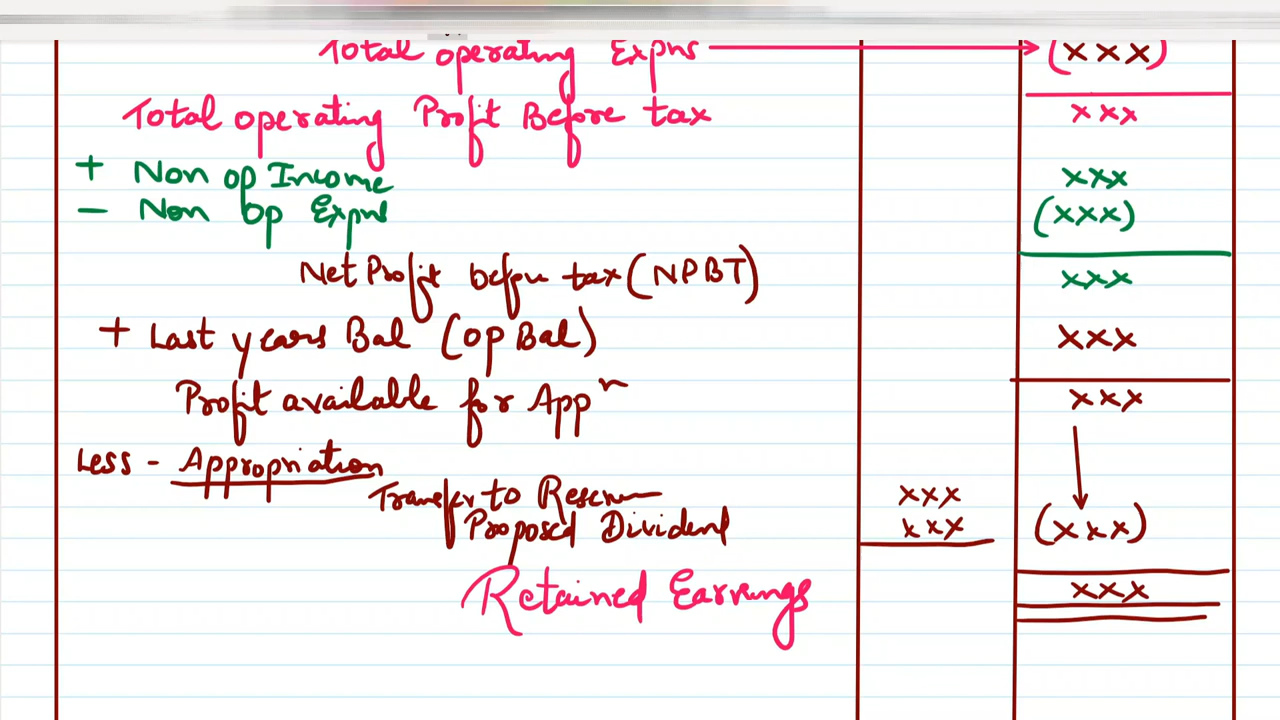 Total operating Expns (xxx)
Total operating Profit Before tax xxx
+ Non op Income xxx
- Non Op Expns (xxx)
Net Profit before tax (NPBT) xxx
+ Last years Bal (Op Bal) xxx
Profit available for Appn xxx
Less - Appropriation
Transfer to Reserve xxx
Proposed Dividend xxx (xxx)
Retained Earnings xxx